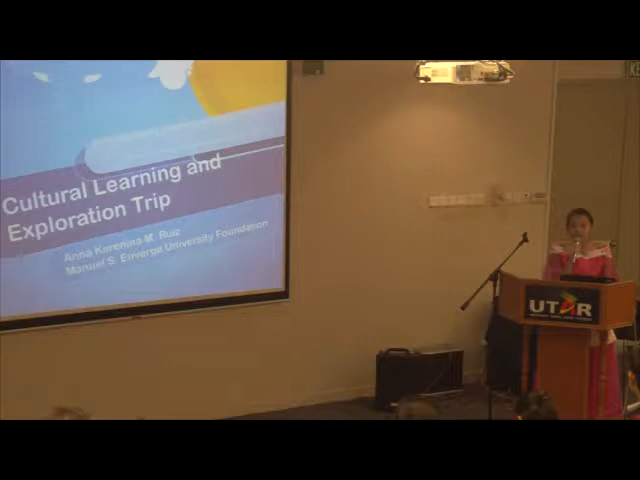 Cultural Learning and
Exploration Trip
Anna Karenina M. Ruiz
Manuel S. Enverga University Foundation
UTAR